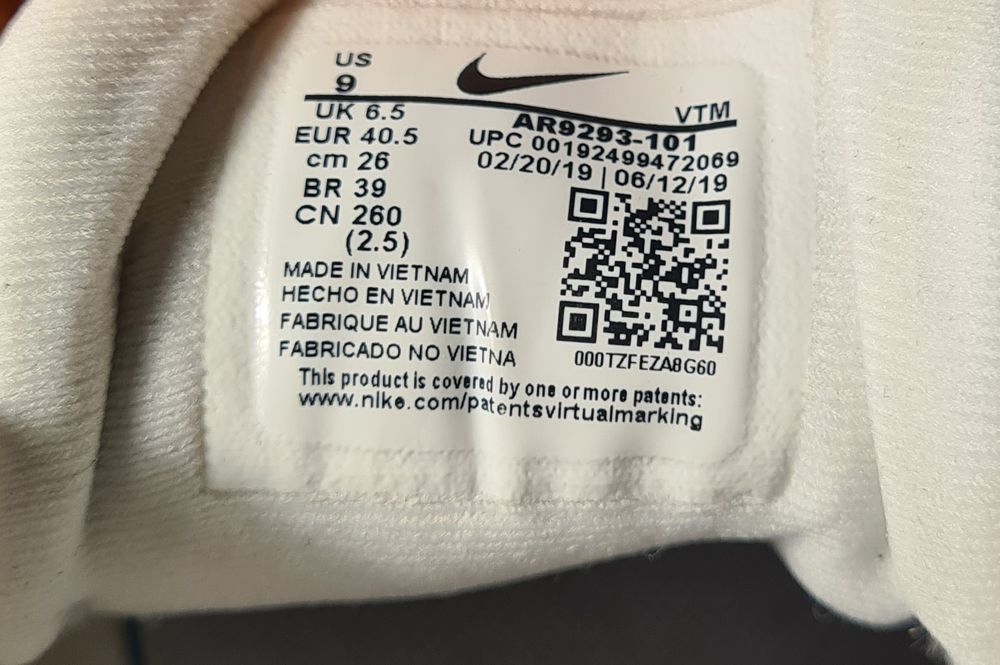 US
9
VTM
UK 6.5
AR9293-101
EUR 40.5
UPC 00192499472069
cm 26
02/20/19 | 06/12/19
BR 39
CN 260
(2.5)
MADE IN VIETNAM
HECHO EN VIETNAM
FABRIQUE AU VIETNAM
FABRICADO NO VIETNA
000TZFEZA8G60
This product is covered by one or more patents:
www.nike.com/patentsvirtualmarking